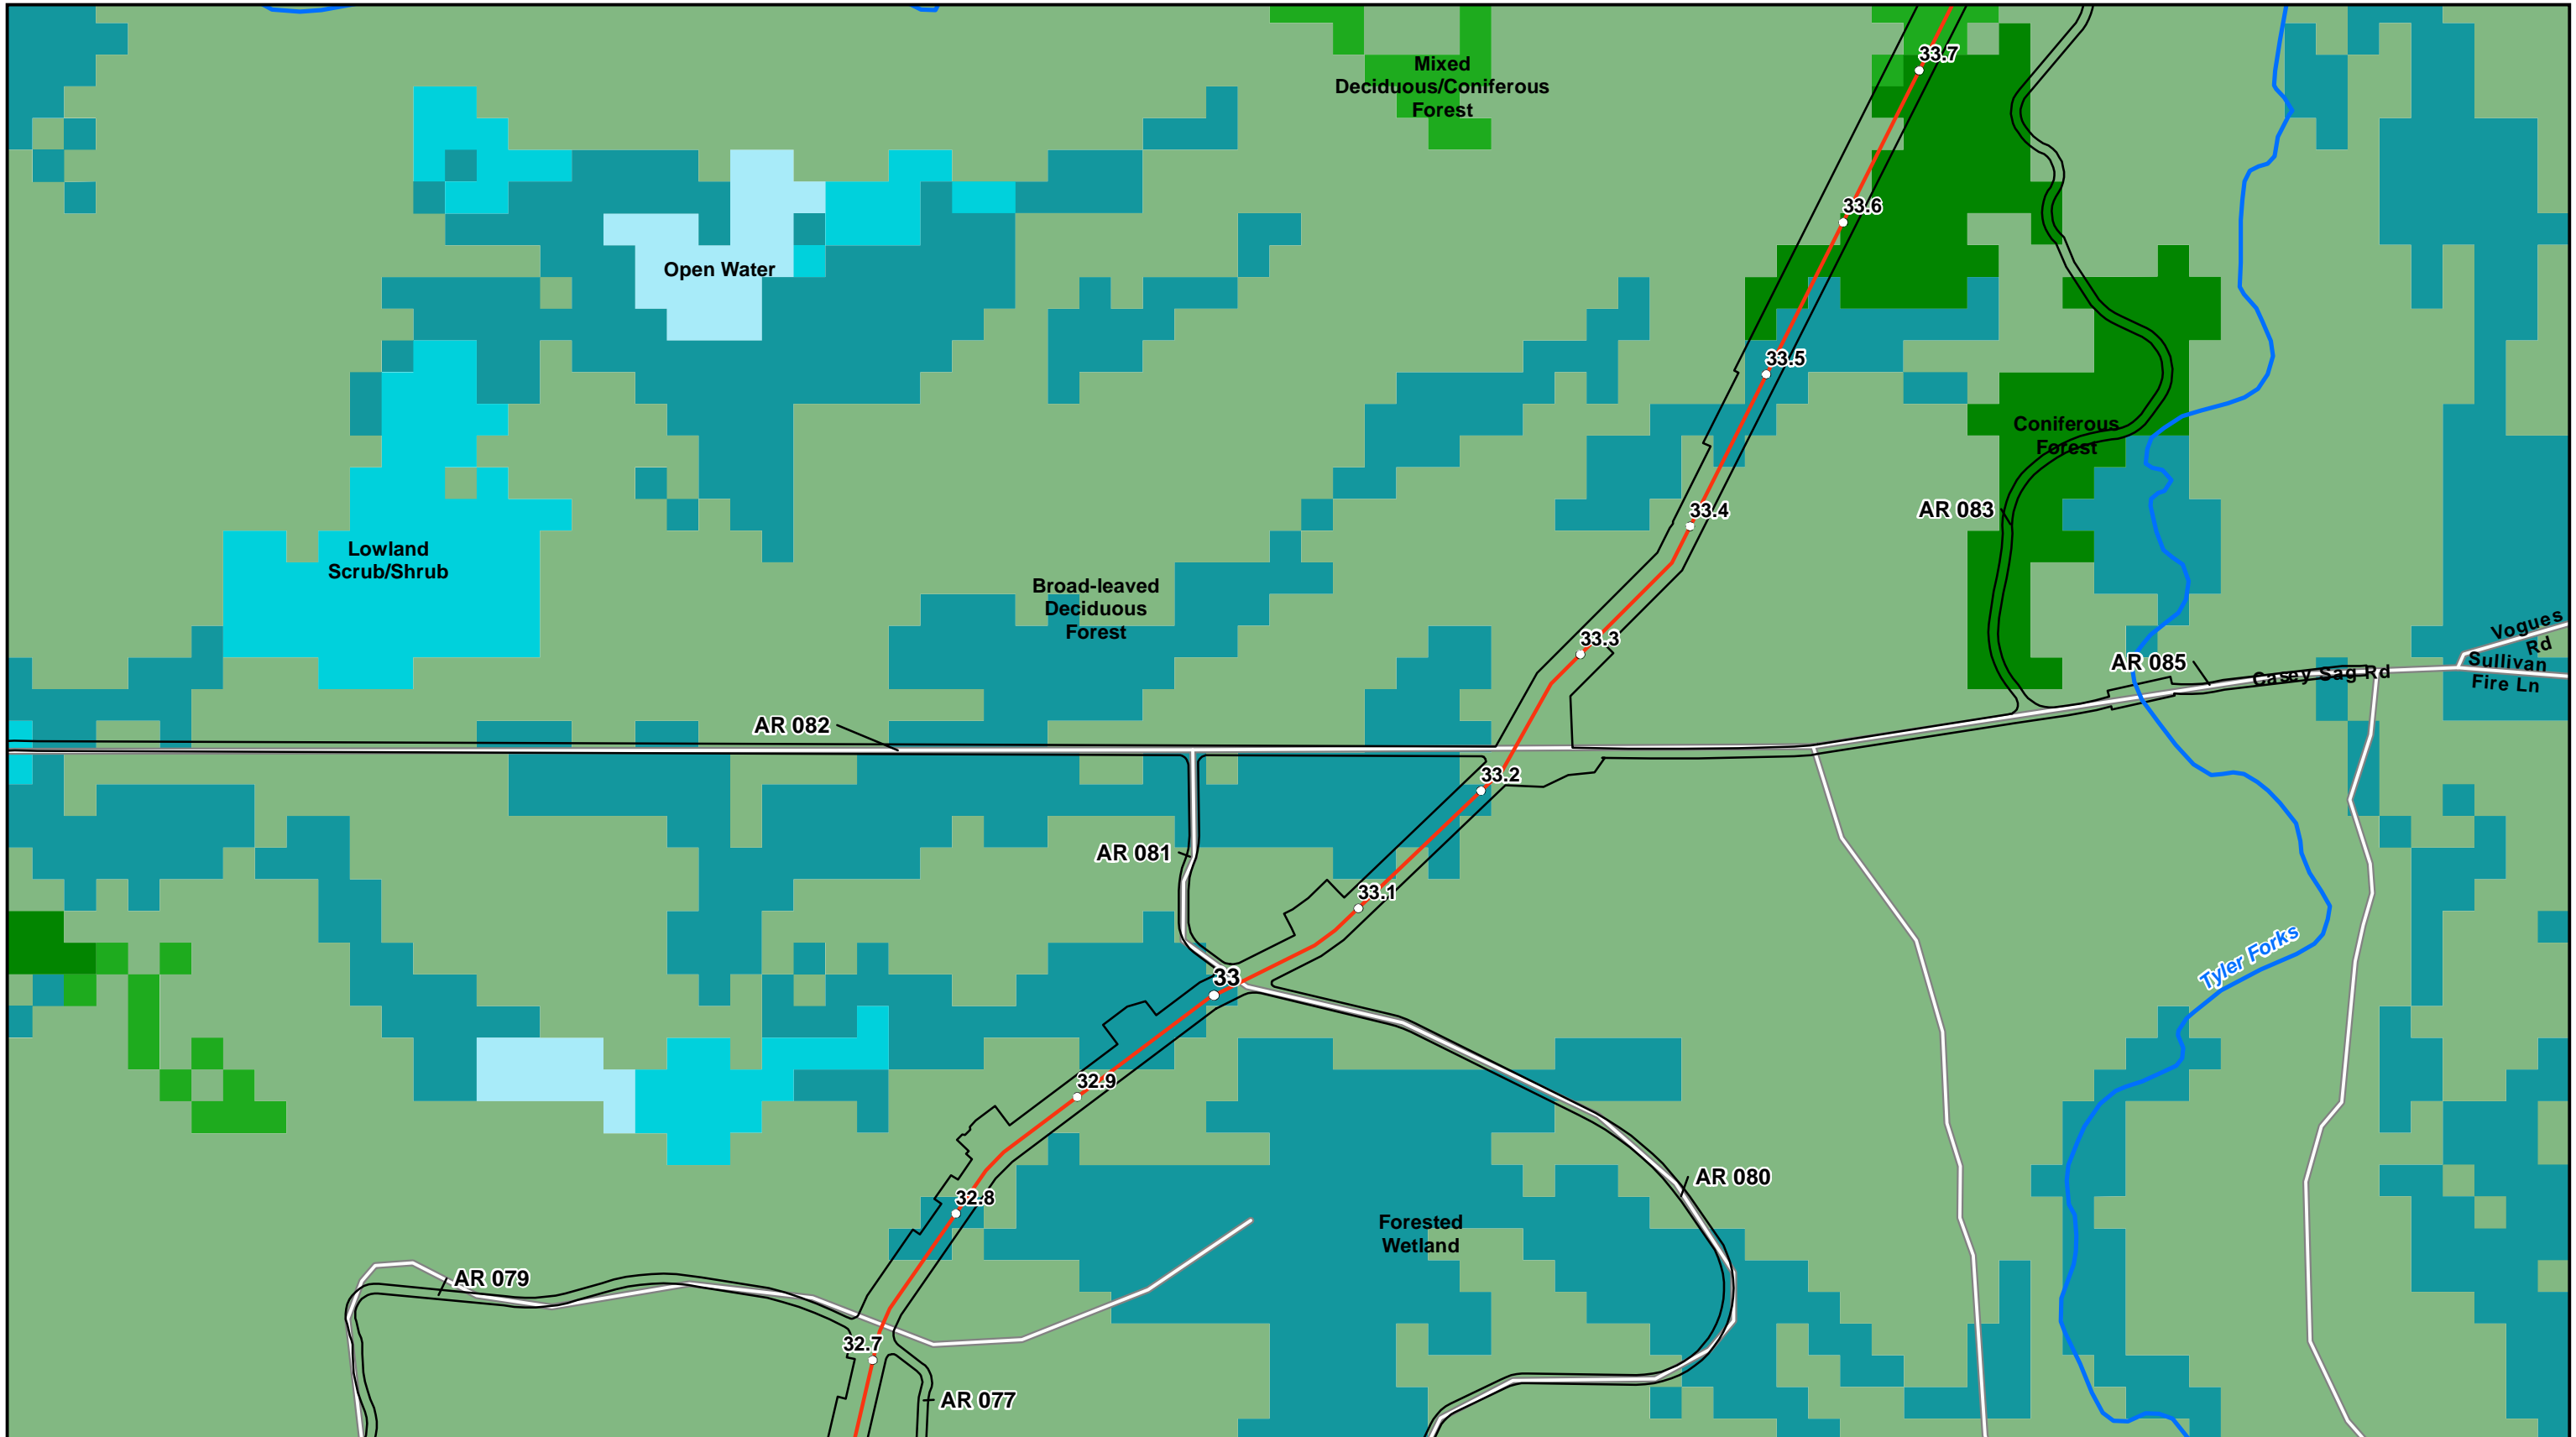 33.7
Mixed
Deciduous/Coniferous
Forest
33.6
Open Water
33.5
Coniferous
Forest
33.4
AR 083
Lowland
Scrub/Shrub
Broad-leaved
Deciduous
Forest
33.3
Vogues
Rd
AR 085
Casey Sag Rd
Sullivan
Fire Ln
AR 082
33.2
AR 081
33.1
Tyler Forks
33
32.9
AR 080
32.8
Forested
Wetland
AR 079
32.7
AR 077